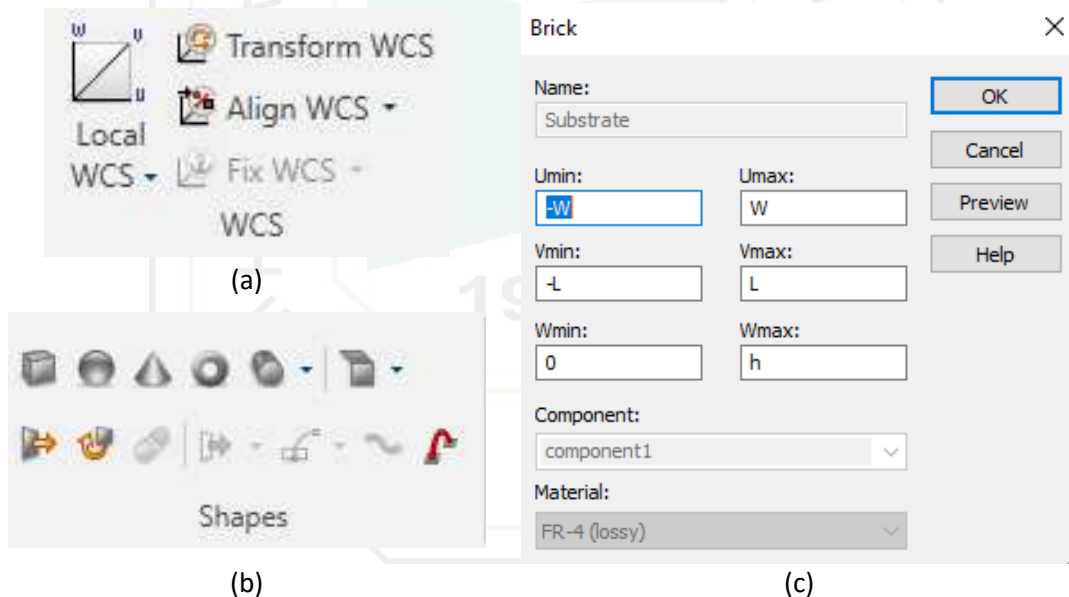 W
V
U
Local
WCS
Transform WCS
Align WCS
Fix WCS
WCS
(a)
Shapes
(b)
Brick
Name:
Substrate
Umin: Umax:
-W W
Vmin: Vmax:
-L L
Wmin: Wmax:
0 h
Component:
component1
Material:
FR-4 (lossy)
OK
Cancel
Preview
Help
(c)
19